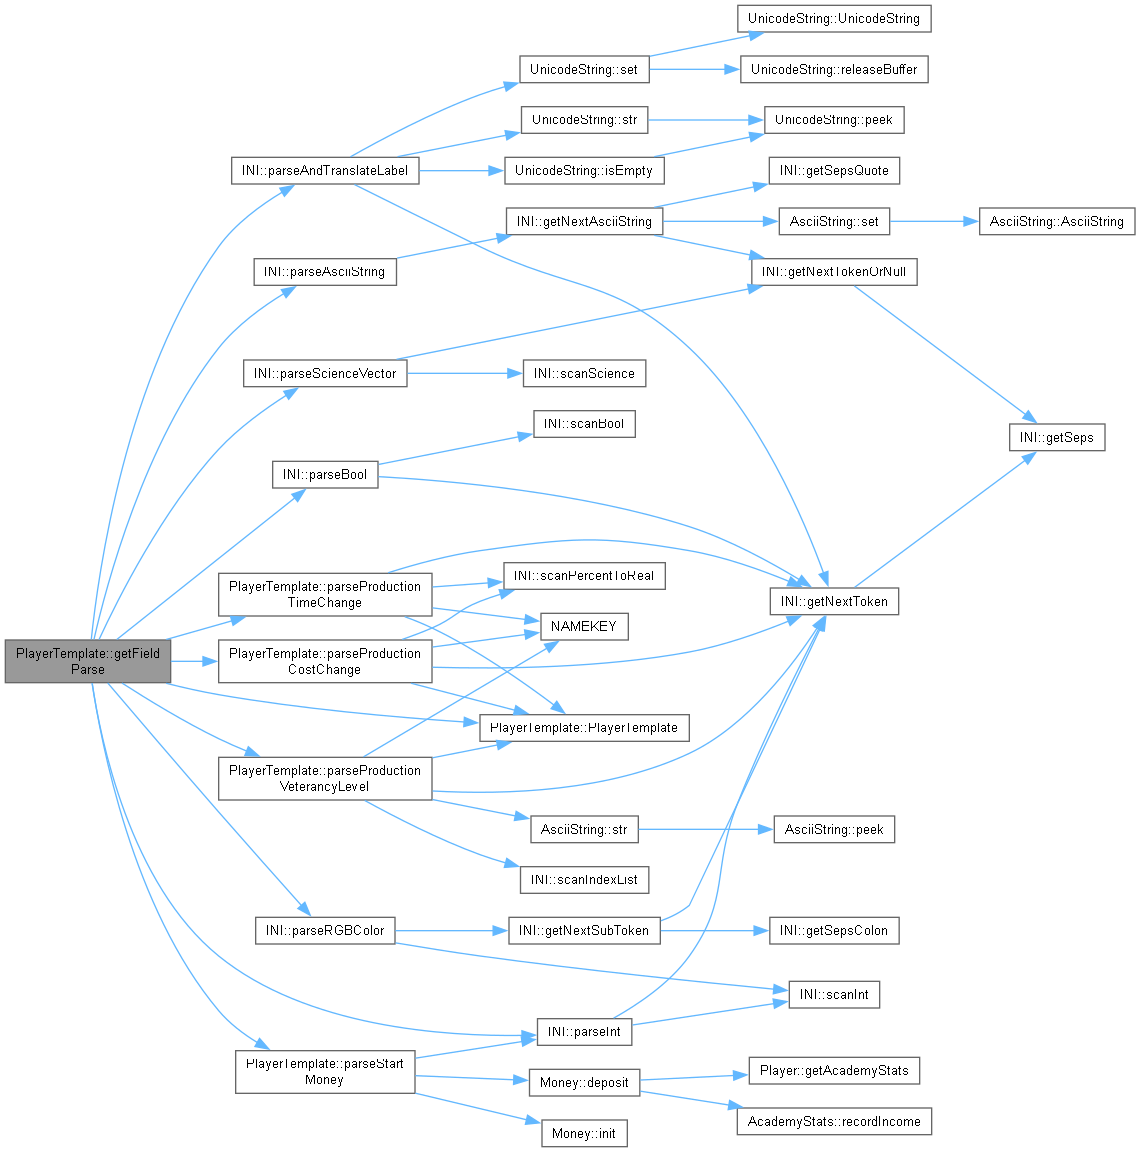 UnicodeString::UnicodeString
UnicodeString::set
UnicodeString::releaseBuffer
UnicodeString::str
UnicodeString::peek
INI::parseAndTranslateLabel
UnicodeString::isEmpty
INI::getSepsQuote
INI::getNextAsciiString
AsciiString::set
AsciiString::AsciiString
INI::parseAsciiString
INI::getNextTokenOrNull
INI::parseScienceVector
INI::scanScience
INI::scanBool
INI::getSeps
INI::parseBool
INI::scanPercentToReal
PlayerTemplate::parseProduction
TimeChange
INI::getNextToken
NAMEKEY
PlayerTemplate::getField
Parse
PlayerTemplate::parseProduction
CostChange
PlayerTemplate::PlayerTemplate
PlayerTemplate::parseProduction
VeterancyLevel
AsciiString::str
AsciiString::peek
INI::scanIndexList
INI::parseRGBColor
INI::getNextSubToken
INI::getSepsColon
INI::scanInt
INI::parseInt
PlayerTemplate::parseStart
Money
Money::deposit
Player::getAcademyStats
AcademyStats::recordIncome
Money::init